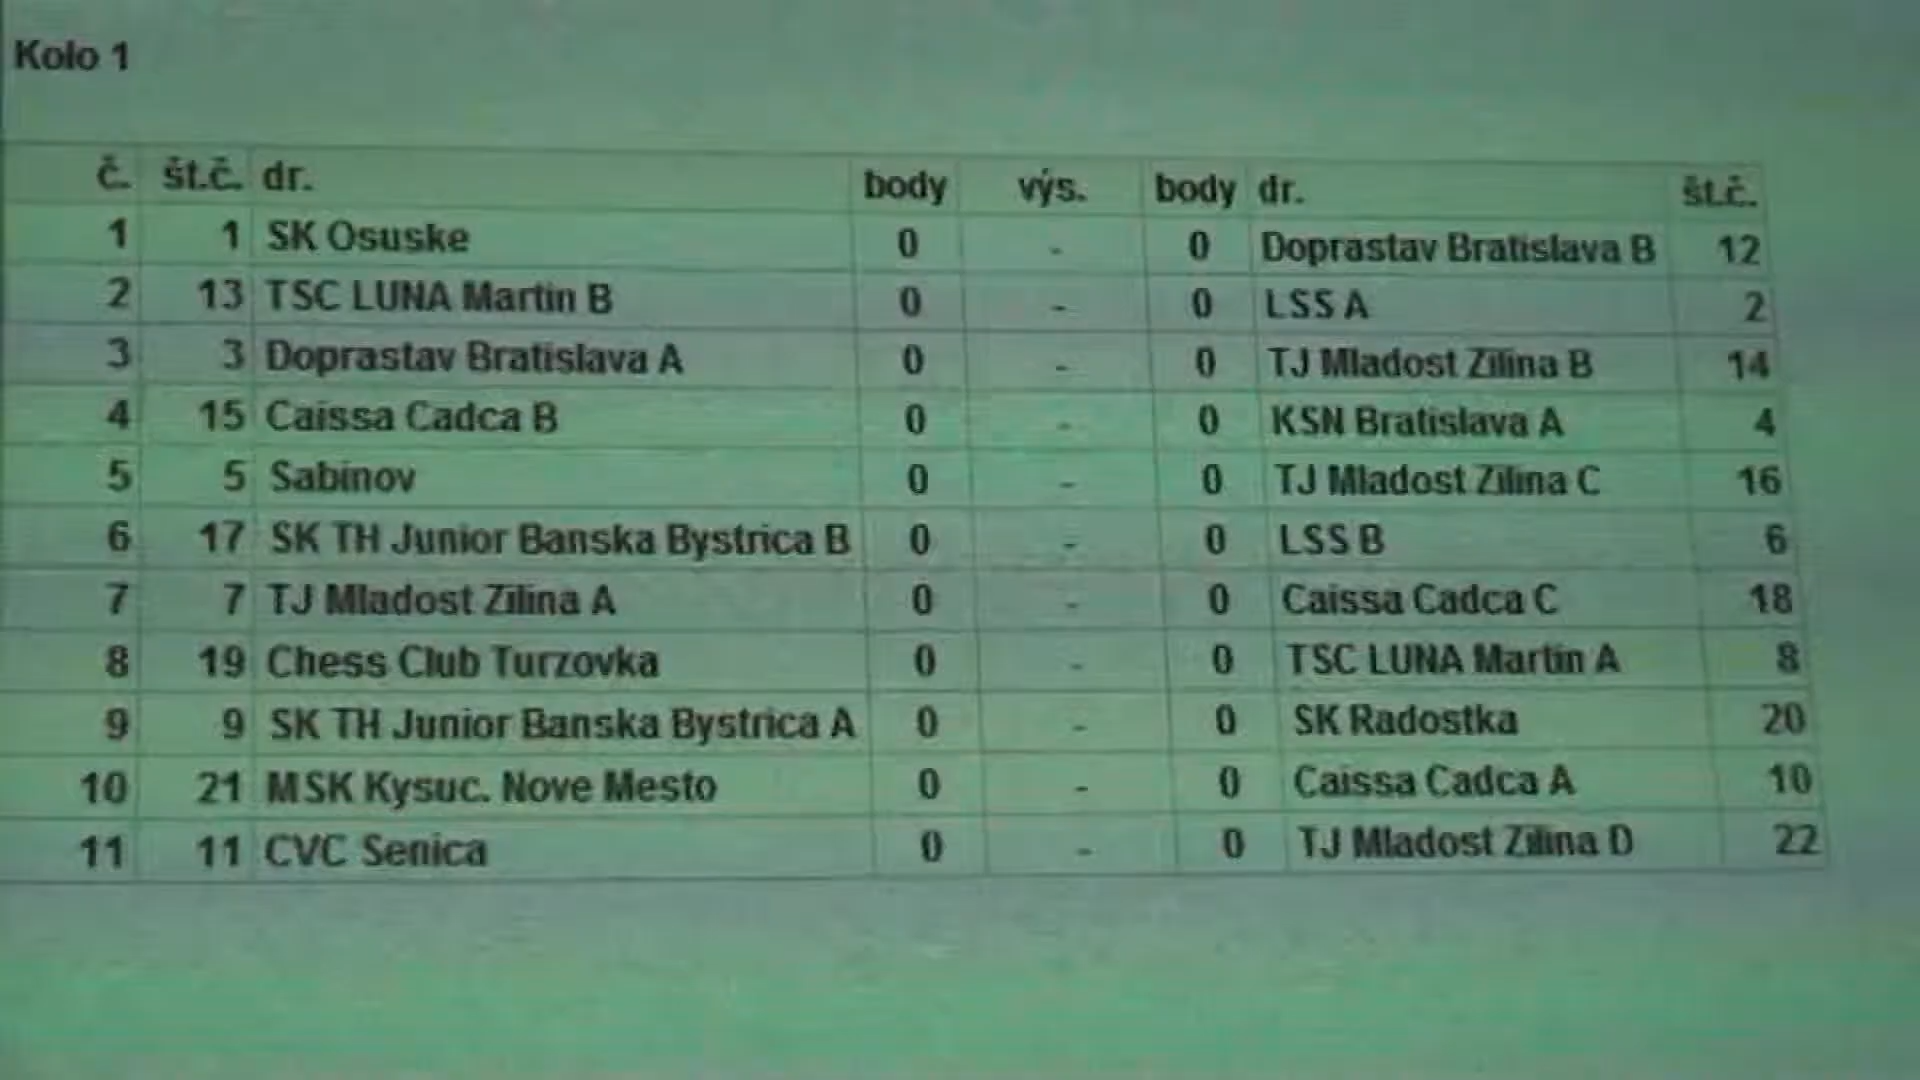 Kolo 1
č. št.č. dr. body výs. body dr. št.č.
1 1 SK Osuske 0 - 0 Doprastav Bratislava B 12
2 13 TSC LUNA Martin B 0 - 0 LSS A 2
3 3 Doprastav Bratislava A 0 - 0 TJ Mladost Zilina B 14
4 15 Caissa Cadca B 0 - 0 KSN Bratislava A 4
5 5 Sabinov 0 - 0 TJ Mladost Zilina C 16
6 17 SK TH Junior Banska Bystrica B 0 - 0 LSS B 6
7 7 TJ Mladost Zilina A 0 - 0 Caissa Cadca C 18
8 19 Chess Club Turzovka 0 - 0 TSC LUNA Martin A 8
9 9 SK TH Junior Banska Bystrica A 0 - 0 SK Radostka 20
10 21 MSK Kysuc. Nove Mesto 0 - 0 Caissa Cadca A 10
11 11 CVC Senica 0 - 0 TJ Mladost Zilina D 22